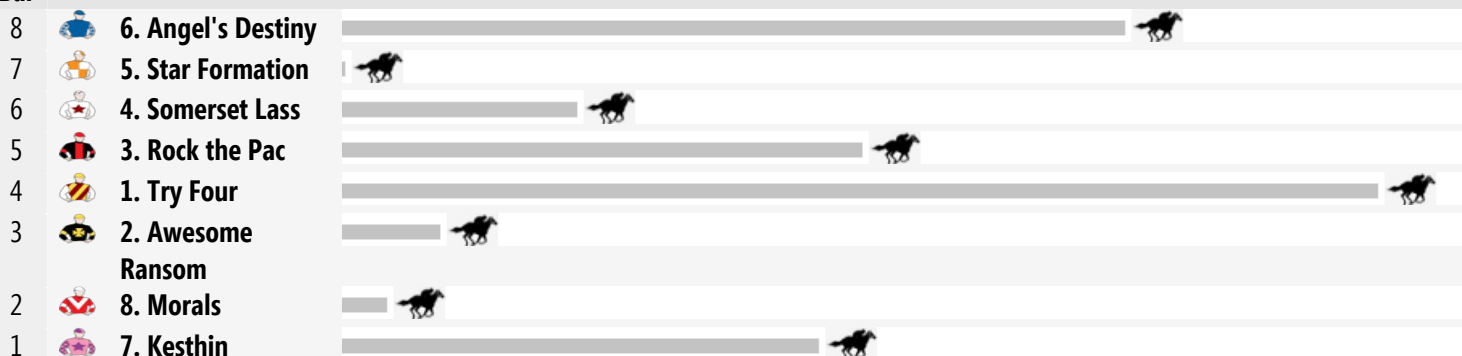 8 6. Angel's Destiny
7 5. Star Formation
6 4. Somerset Lass
5 3. Rock the Pac
4 1. Try Four
3 2. Awesome
Ransom
2 8. Morals
1 7. Kesthin